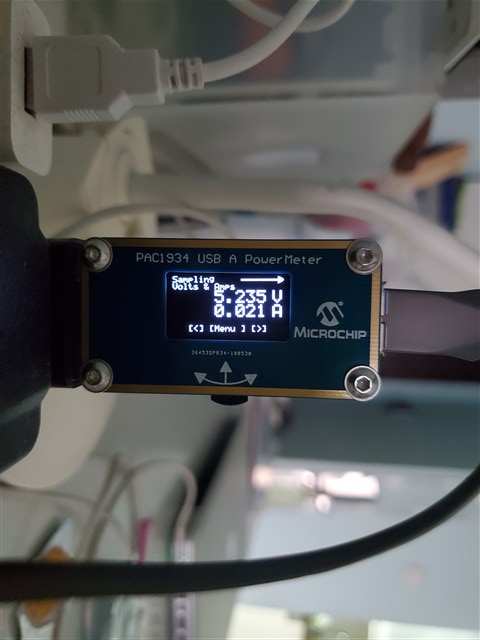 PAC1934 USB A PowerMeter
Sampling
Volts & Amps
5.235 V
0.021 A
[<] [Menu ] [>]
MICROCHIP